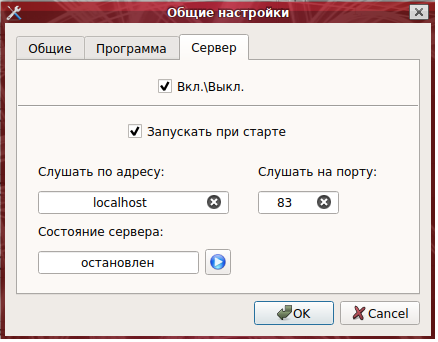 Общие настройки
Общие Программа Сервер
Вкл.\Выкл.
Запускать при старте
Слушать по адресу: Слушать на порту:
localhost 83
Состояние сервера:
остановлен
OK Cancel